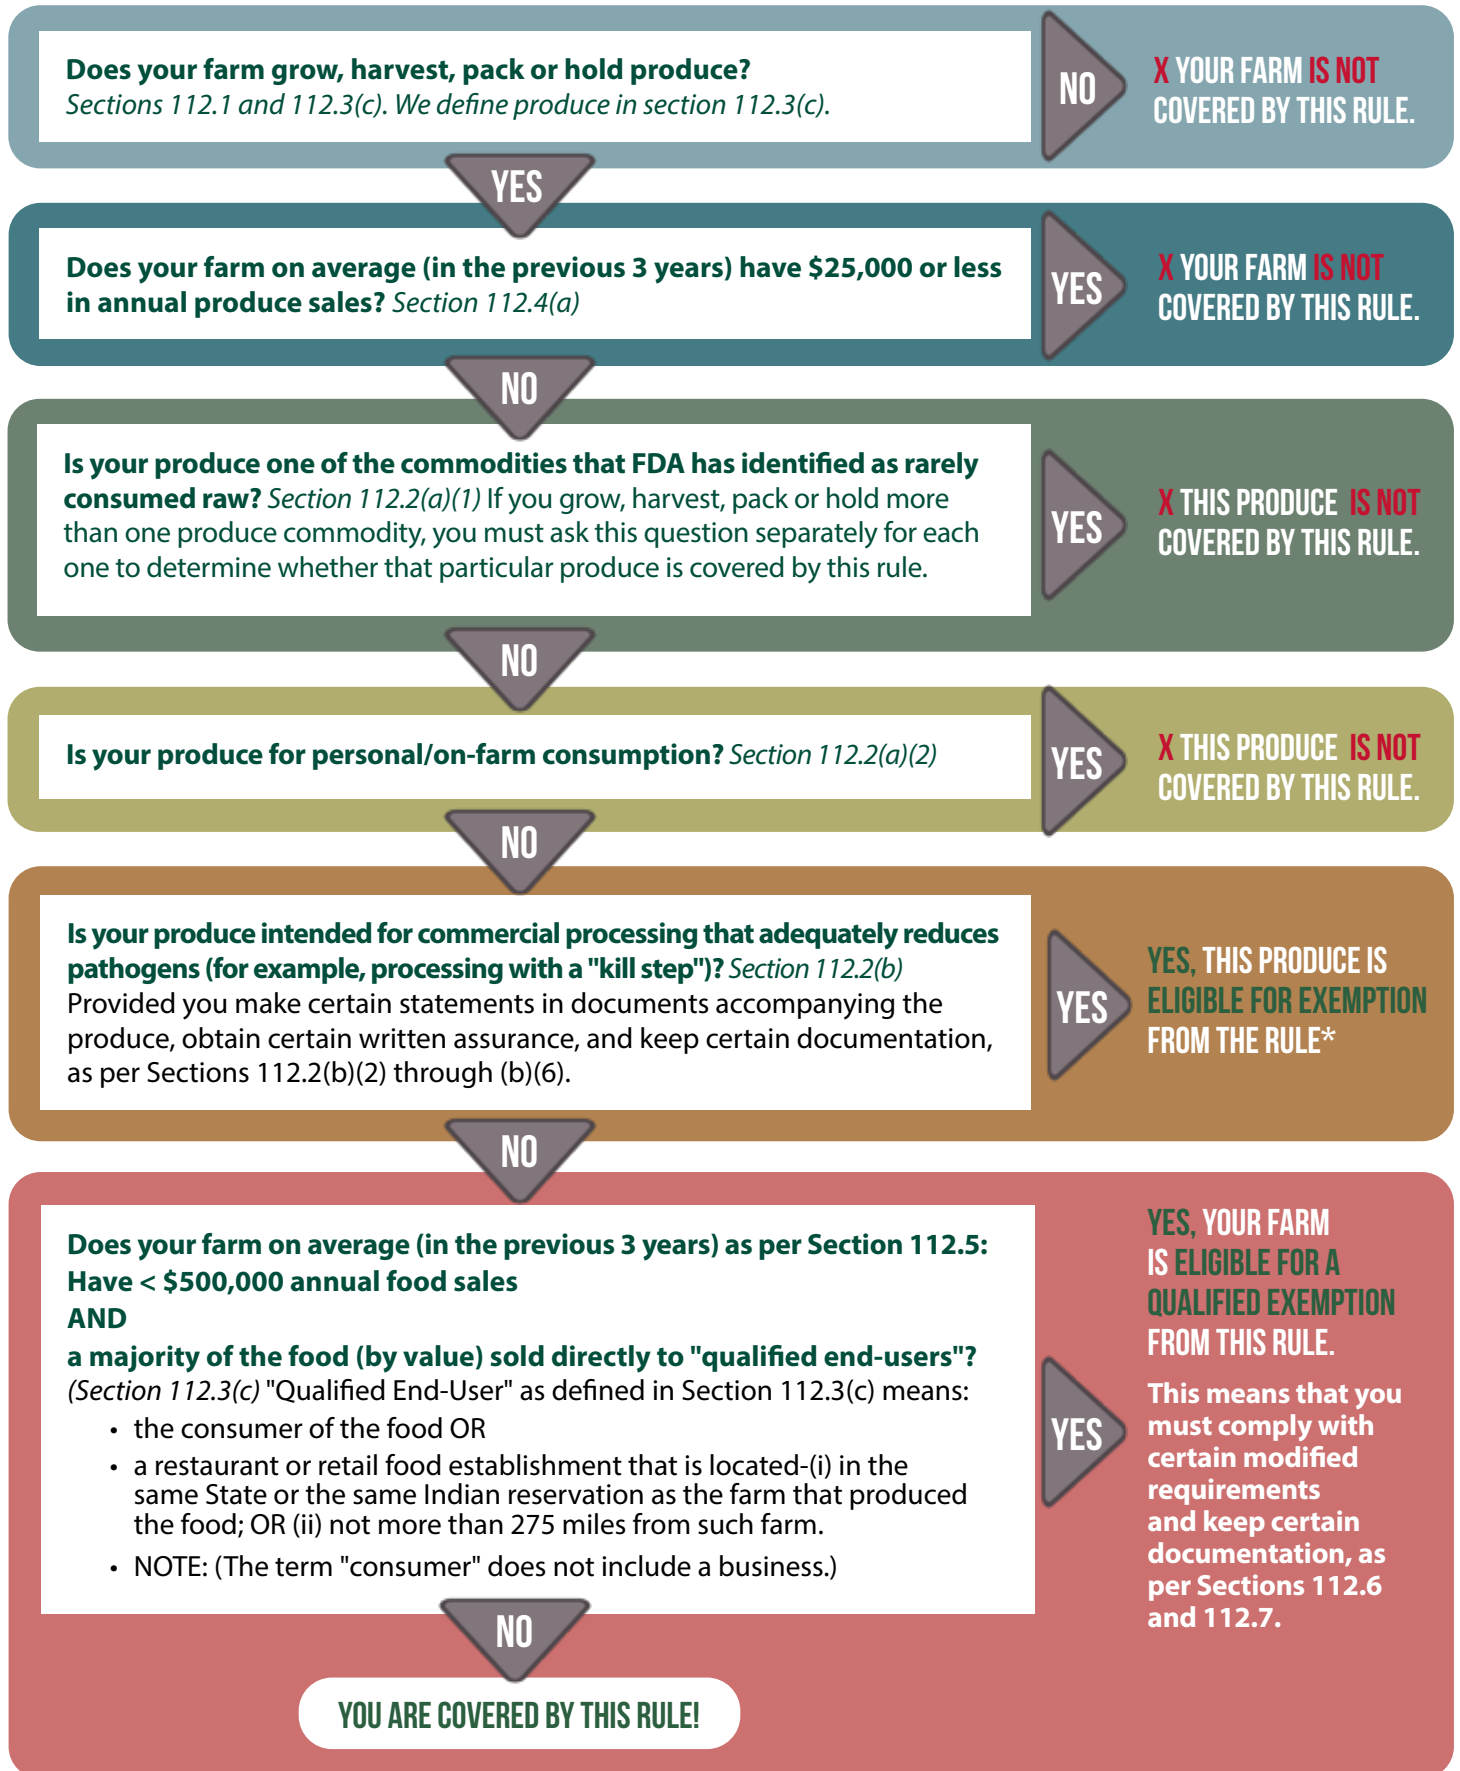 Does your farm grow, harvest, pack or hold produce?
Sections 112.1 and 112.3(c). We define produce in section 112.3(c).
NO
X YOUR FARM IS NOT
COVERED BY THIS RULE.
YES
Does your farm on average (in the previous 3 years) have $25,000 or less
in annual produce sales? Section 112.4(a)
YES
X YOUR FARM IS NOT
COVERED BY THIS RULE.
NO
Is your produce one of the commodities that FDA has identified as rarely
consumed raw? Section 112.2(a)(1) If you grow, harvest, pack or hold more
than one produce commodity, you must ask this question separately for each
one to determine whether that particular produce is covered by this rule.
YES
X THIS PRODUCE IS NOT
COVERED BY THIS RULE.
NO
Is your produce for personal/on-farm consumption? Section 112.2(a)(2)
YES
X THIS PRODUCE IS NOT
COVERED BY THIS RULE.
NO
Is your produce intended for commercial processing that adequately reduces
pathogens (for example, processing with a "kill step")? Section 112.2(b)
Provided you make certain statements in documents accompanying the
produce, obtain certain written assurance, and keep certain documentation,
as per Sections 112.2(b)(2) through (b)(6).
YES
YES, THIS PRODUCE IS
ELIGIBLE FOR EXEMPTION
FROM THE RULE*
NO
Does your farm on average (in the previous 3 years) as per Section 112.5:
Have < $500,000 annual food sales
AND
a majority of the food (by value) sold directly to "qualified end-users"?
(Section 112.3(c) "Qualified End-User" as defined in Section 112.3(c) means:
• the consumer of the food OR
• a restaurant or retail food establishment that is located-(i) in the
same State or the same Indian reservation as the farm that produced
the food; OR (ii) not more than 275 miles from such farm.
• NOTE: (The term "consumer" does not include a business.)
YES
YES, YOUR FARM
IS ELIGIBLE FOR A
QUALIFIED EXEMPTION
FROM THIS RULE.
This means that you
must comply with
certain modified
requirements
and keep certain
documentation, as
per Sections 112.6
and 112.7.
NO
YOU ARE COVERED BY THIS RULE!